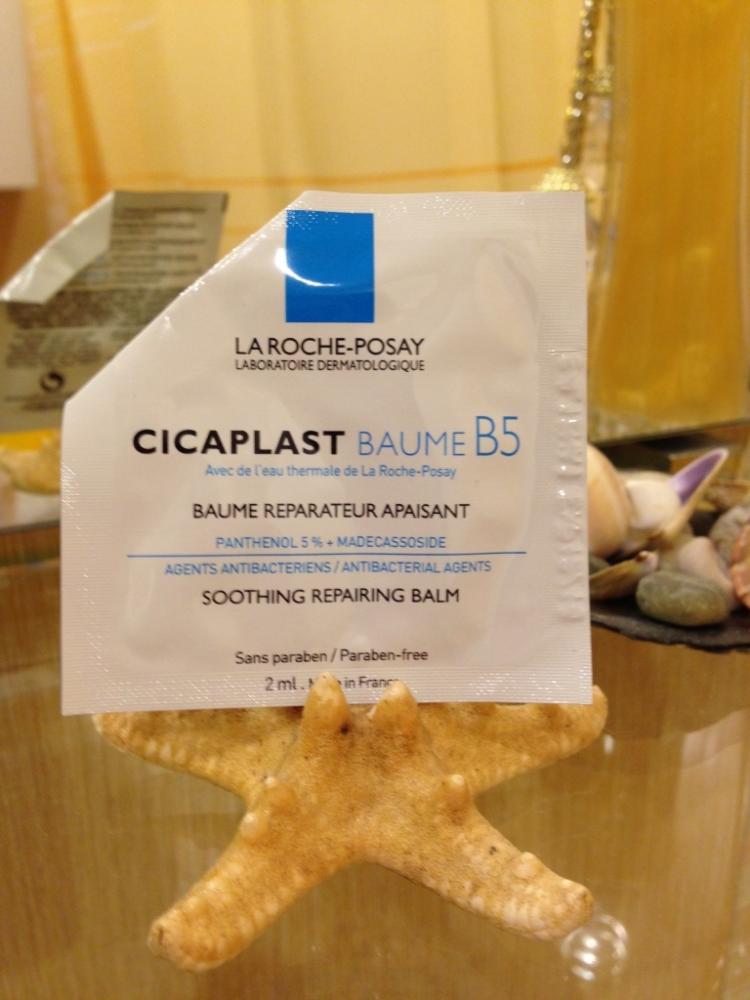 LA ROCHE-POSAY
LABORATOIRE DERMATOLOGIQUE
CICAPLAST BAUME B5
Avec de l'eau thermale de La Roche-Posay
BAUME REPARATEUR APAISANT
PANTHENOL 5 % + MADECASSOSIDE
AGENTS ANTIBACTERIENS / ANTIBACTERIAL AGENTS
SOOTHING REPAIRING BALM
Sans paraben / Paraben-free
2 ml . in France